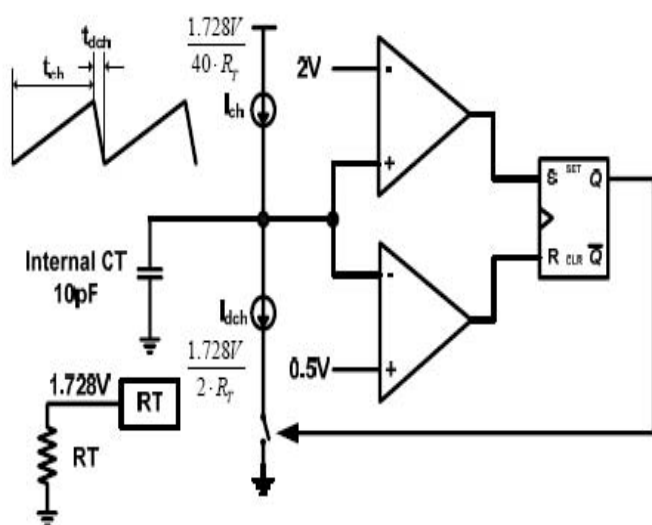 t_dch
t_ch
1.728V
40 · R_T
I_ch
2V
-
+
S SET Q
R CLR Q̅
Internal CT
10pF
I_dch
-
+
0.5V
1.728V
2 · R_T
1.728V
RT
RT